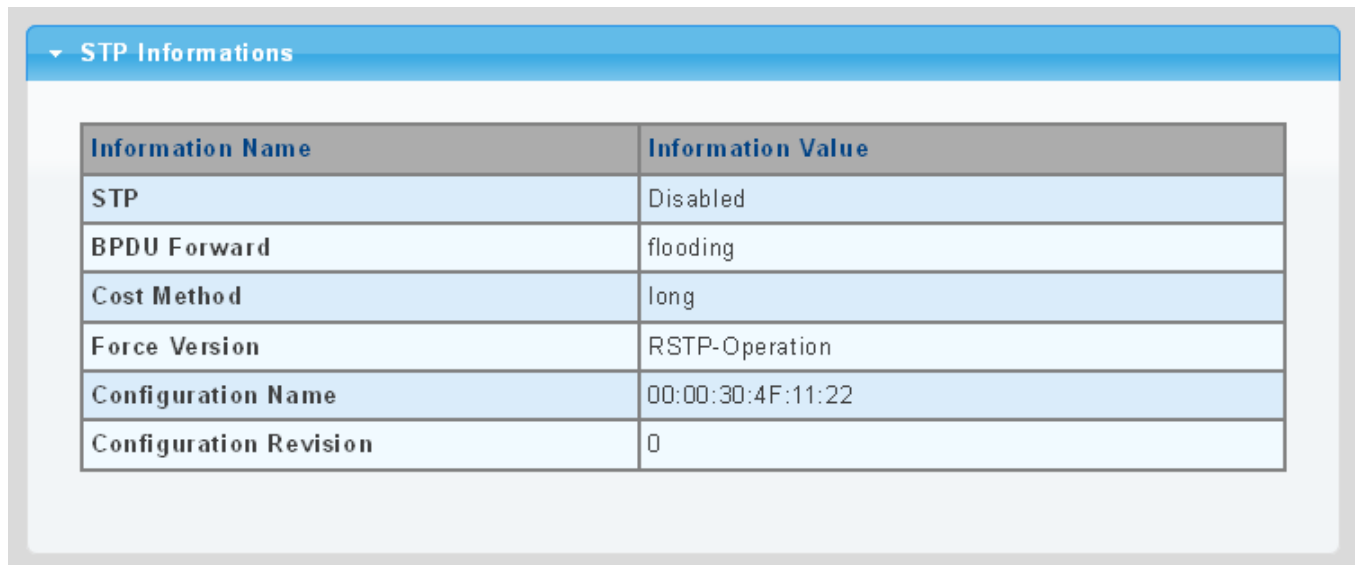 STP Informations
Information Name Information Value
STP Disabled
BPDU Forward flooding
Cost Method long
Force Version RSTP-Operation
Configuration Name 00:00:30:4F:11:22
Configuration Revision 0